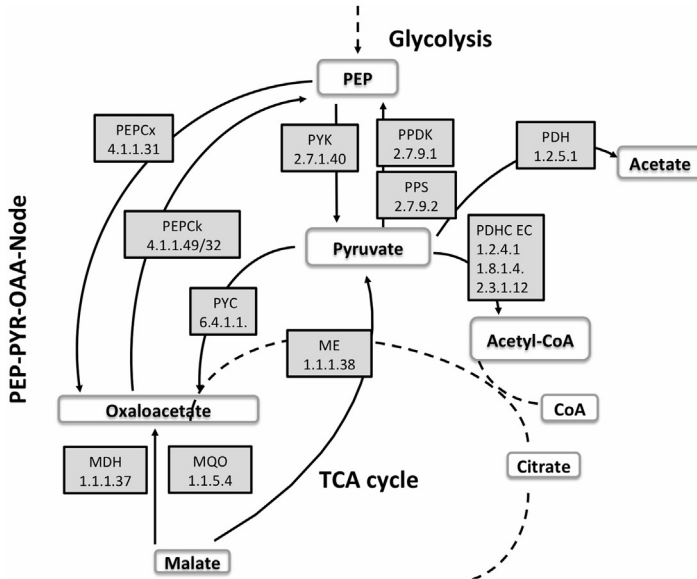 Glycolysis
PEP
PEPCx
4.1.1.31
PYK
2.7.1.40
PPDK
2.7.9.1
PDH
1.2.5.1
Acetate
PPS
2.7.9.2
PEPCk
4.1.1.49/32
Pyruvate
PDHC EC
1.2.4.1
1.8.1.4.
2.3.1.12
PEP-PYR-OAA-Node
PYC
6.4.1.1.
ME
1.1.1.38
Acetyl-CoA
Oxaloacetate
CoA
MDH
1.1.1.37
MQO
1.1.5.4
Citrate
TCA cycle
Malate